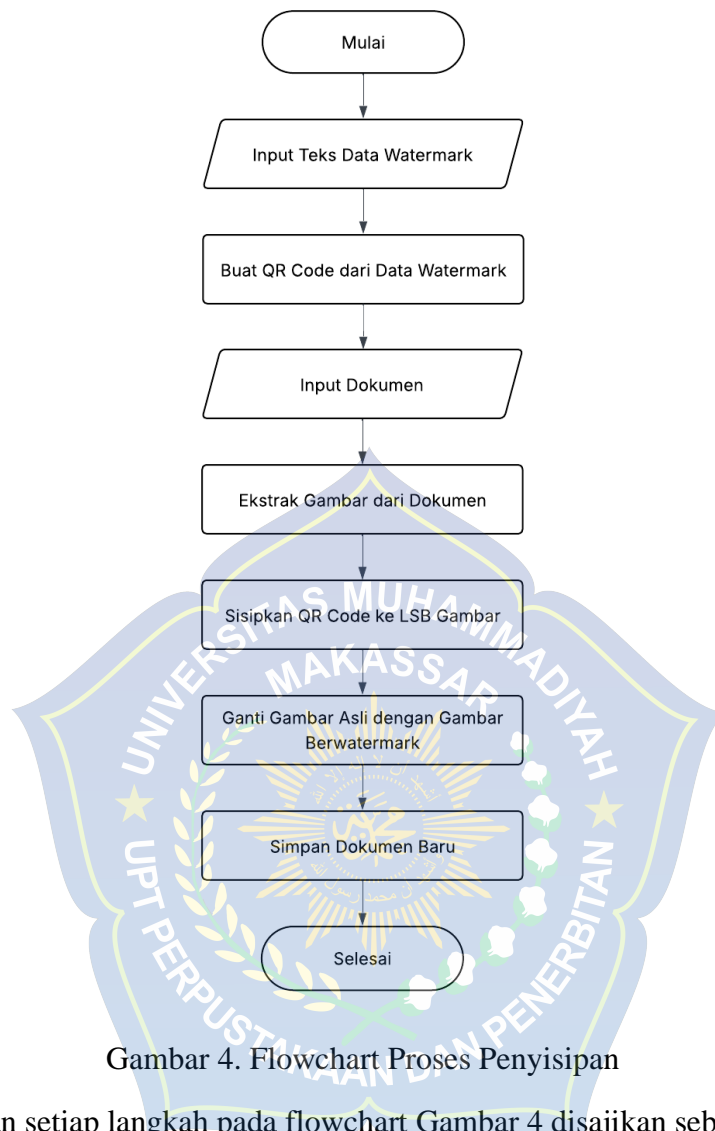 Mulai
Input Teks Data Watermark
Buat QR Code dari Data Watermark
Input Dokumen
Ekstrak Gambar dari Dokumen
Sisipkan QR Code ke LSB Gambar
Ganti Gambar Asli dengan Gambar
Berwatermark
Simpan Dokumen Baru
Selesai
UNIVERSITAS MUHAMMADIYAH
MAKASSAR
UPT PERPUSTAKAAN DAN PENERBITAN
Gambar 4. Flowchart Proses Penyisipan
setiap langkah pada flowchart Gambar 4 disajikan